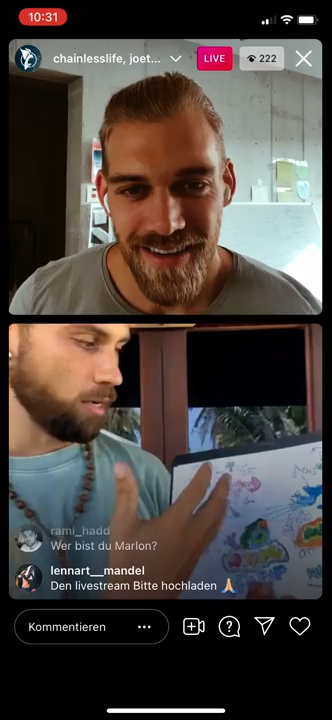 10:31
chainlesslife, joet...
LIVE
222
rami_hadd
Wer bist du Marlon?
lennart__mandel
Den livestream Bitte hochladen 🙏
Kommentieren